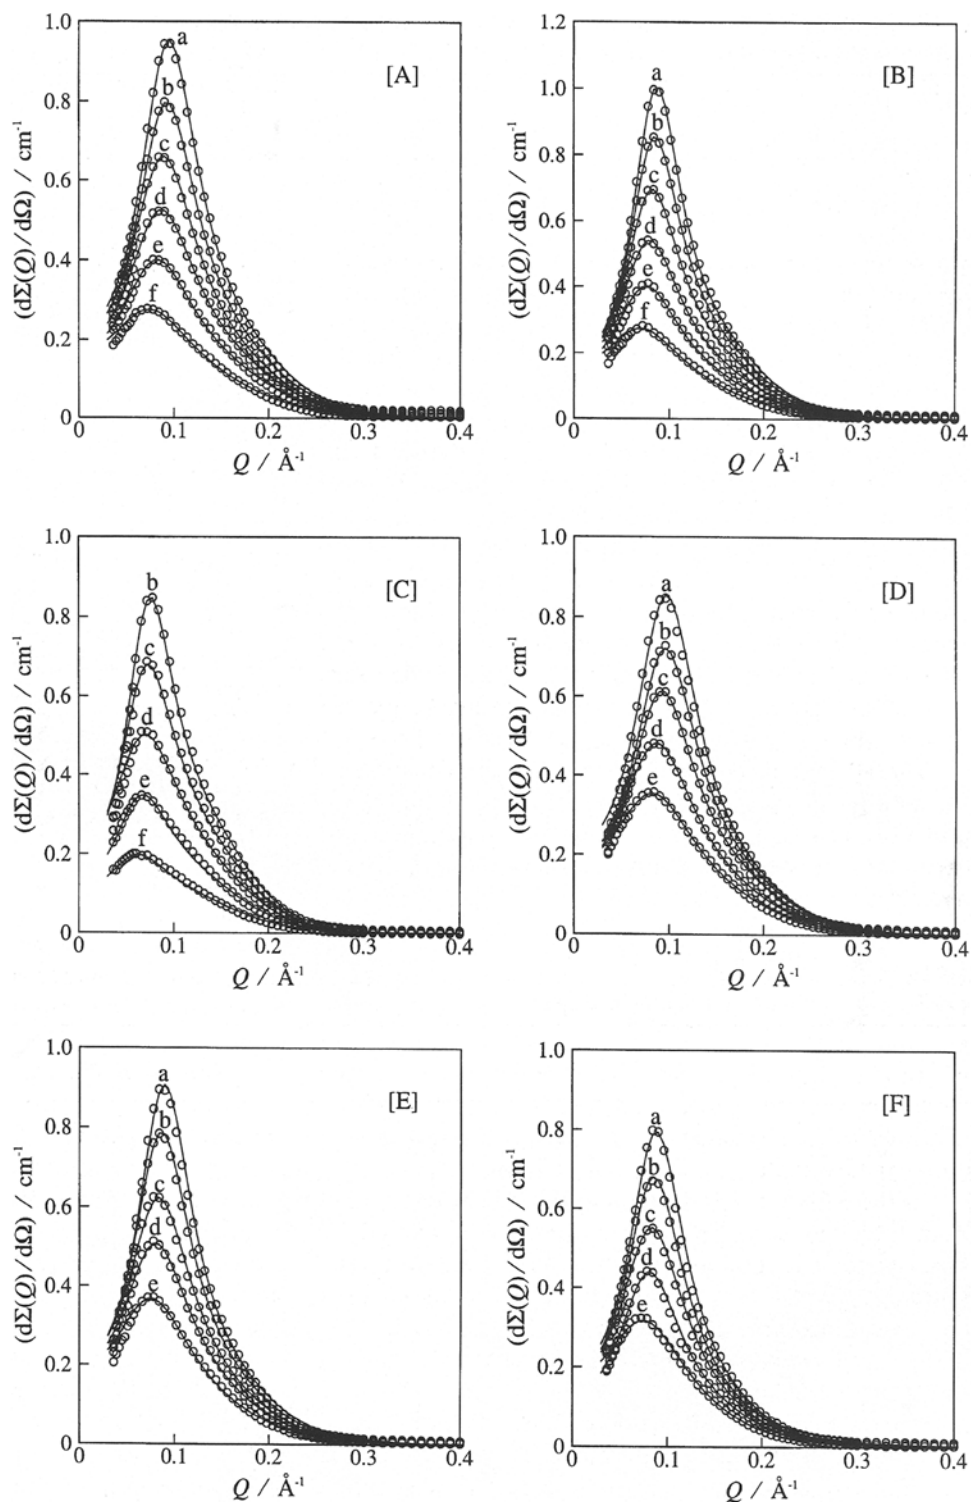 1.0
0.8
0.6
0.4
0.2
0
0
0.1
0.2
0.3
0.4
(dΣ(Q)/dΩ) / cm⁻¹
Q / Å⁻¹
[A]
a
b
c
d
e
f
1.2
1.0
0.8
0.6
0.4
0.2
0
0
0.1
0.2
0.3
0.4
(dΣ(Q)/dΩ) / cm⁻¹
Q / Å⁻¹
[B]
a
b
c
d
e
f
1.0
0.8
0.6
0.4
0.2
0
0
0.1
0.2
0.3
0.4
(dΣ(Q)/dΩ) / cm⁻¹
Q / Å⁻¹
[C]
b
c
d
e
f
1.0
0.8
0.6
0.4
0.2
0
0
0.1
0.2
0.3
0.4
(dΣ(Q)/dΩ) / cm⁻¹
Q / Å⁻¹
[D]
a
b
c
d
e
1.0
0.8
0.6
0.4
0.2
0
0
0.1
0.2
0.3
0.4
(dΣ(Q)/dΩ) / cm⁻¹
Q / Å⁻¹
[E]
a
b
c
d
e
1.0
0.8
0.6
0.4
0.2
0
0
0.1
0.2
0.3
0.4
(dΣ(Q)/dΩ) / cm⁻¹
Q / Å⁻¹
[F]
a
b
c
d
e